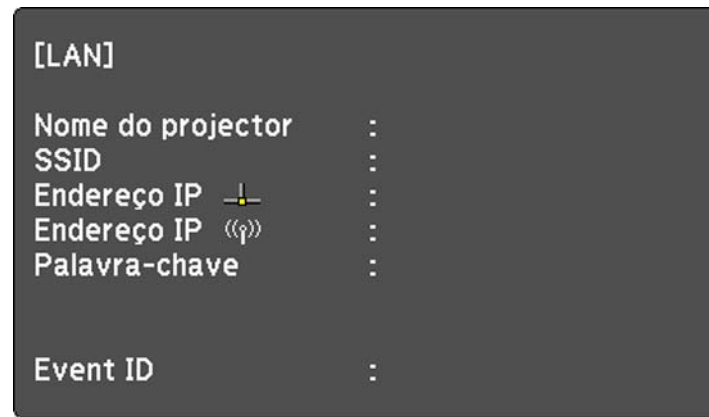 [LAN]
Nome do projector :
SSID :
Endereço IP :
Endereço IP :
Palavra-chave :
Event ID :